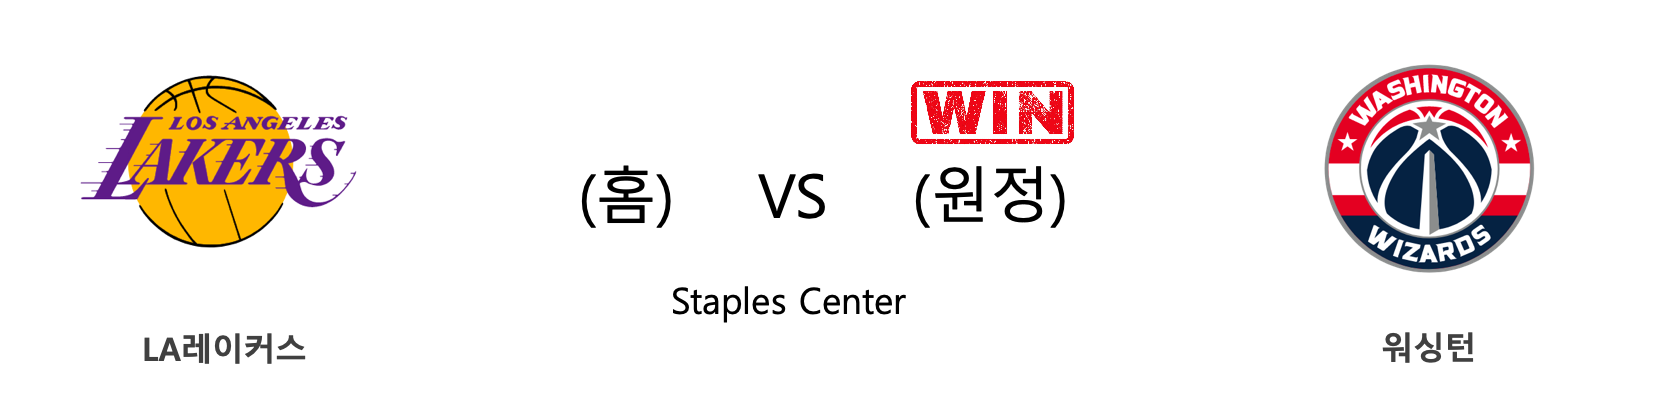 LOS ANGELES
LAKERS
LA레이커스
(홈) VS (원정)
WIN
Staples Center
WASHINGTON
WIZARDS
워싱턴